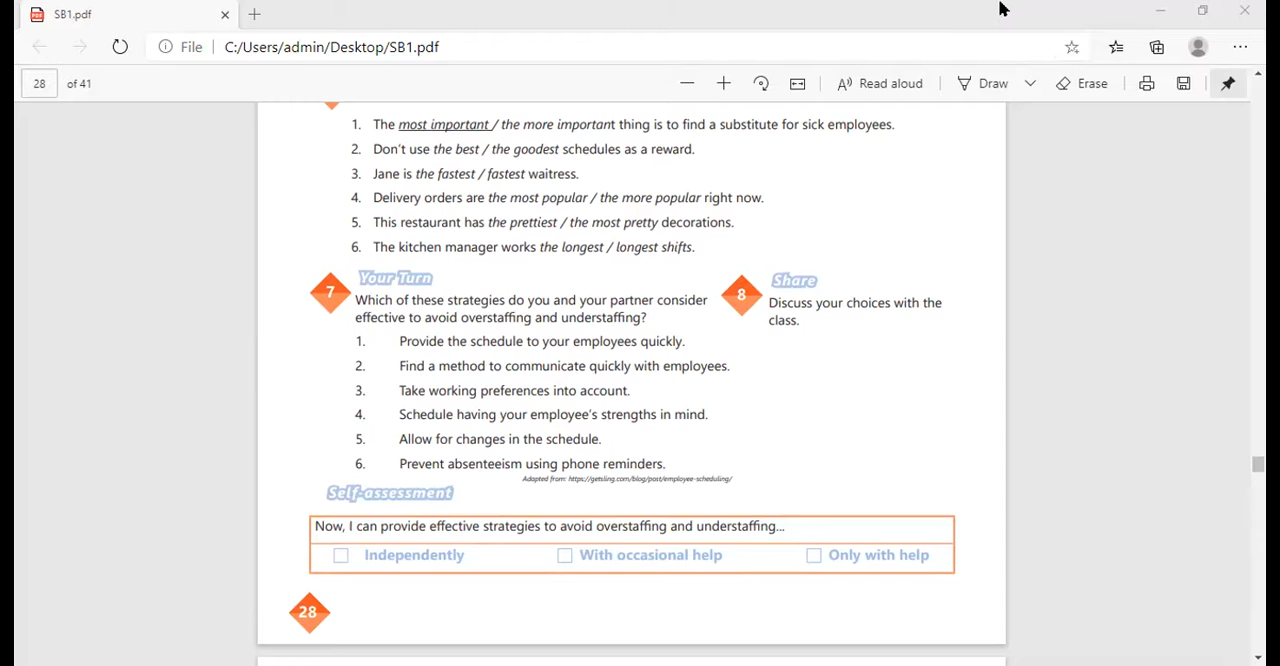 SB1.pdf
File C:/Users/admin/Desktop/SB1.pdf
28 of 41 Read aloud Draw Erase
1. The most important / the more important thing is to find a substitute for sick employees.
2. Don't use the best / the goodest schedules as a reward.
3. Jane is the fastest / fastest waitress.
4. Delivery orders are the most popular / the more popular right now.
5. This restaurant has the prettiest / the most pretty decorations.
6. The kitchen manager works the longest / longest shifts.
7 Your Turn
Which of these strategies do you and your partner consider
effective to avoid overstaffing and understaffing?
1. Provide the schedule to your employees quickly.
2. Find a method to communicate quickly with employees.
3. Take working preferences into account.
4. Schedule having your employee's strengths in mind.
5. Allow for changes in the schedule.
6. Prevent absenteeism using phone reminders.
Adapted from: https://getsling.com/blog/post/employee-scheduling/
8 Share
Discuss your choices with the
class.
Self-assessment
Now, I can provide effective strategies to avoid overstaffing and understaffing...
Independently With occasional help Only with help
28